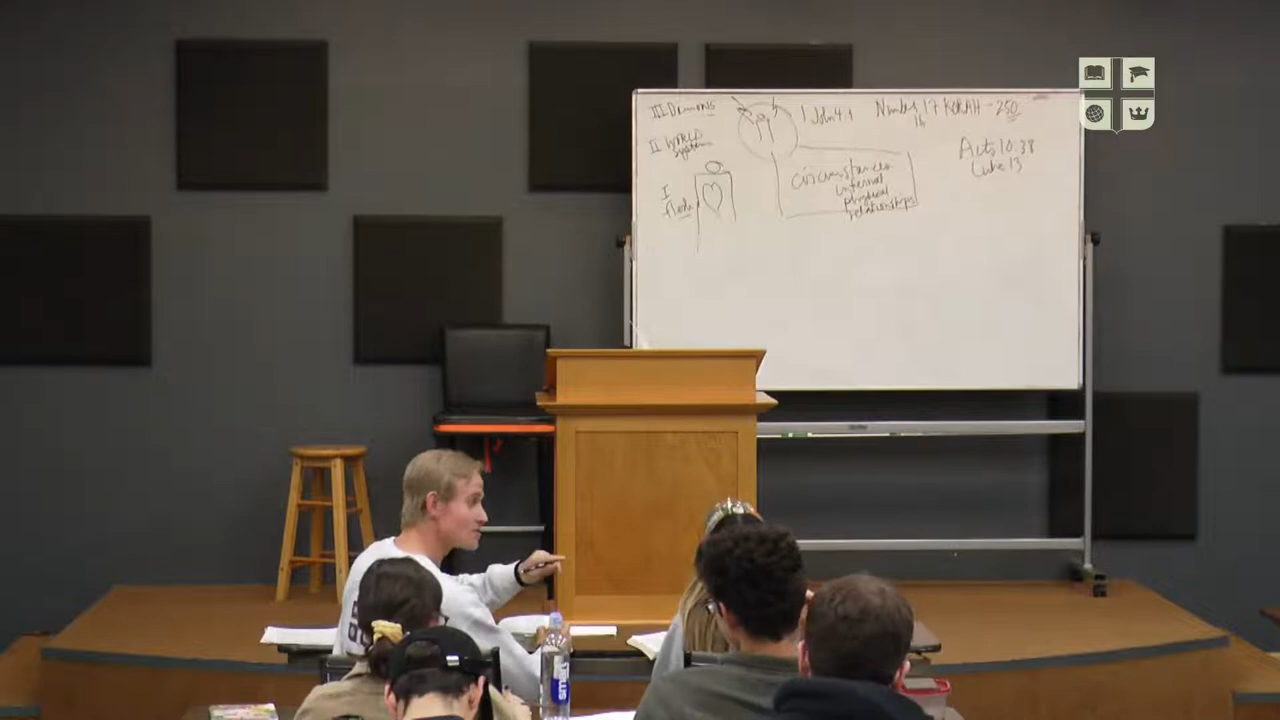 III Demons
1 John 4:1
Numbers 17 KORAH - 250
16
II WORLD
System
Acts 10:38
Luke 13
circumstances
internal
physical
relationships
I
flesh